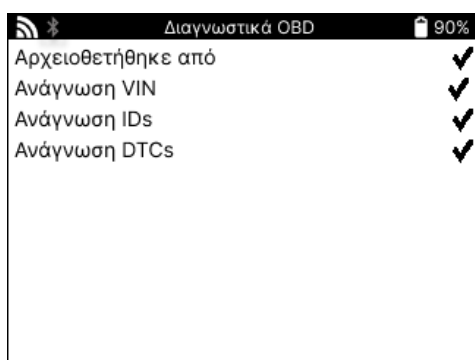 Διαγνωστικά OBD 90%
Αρχειοθετήθηκε από
Ανάγνωση VIN
Ανάγνωση IDs
Ανάγνωση DTCs